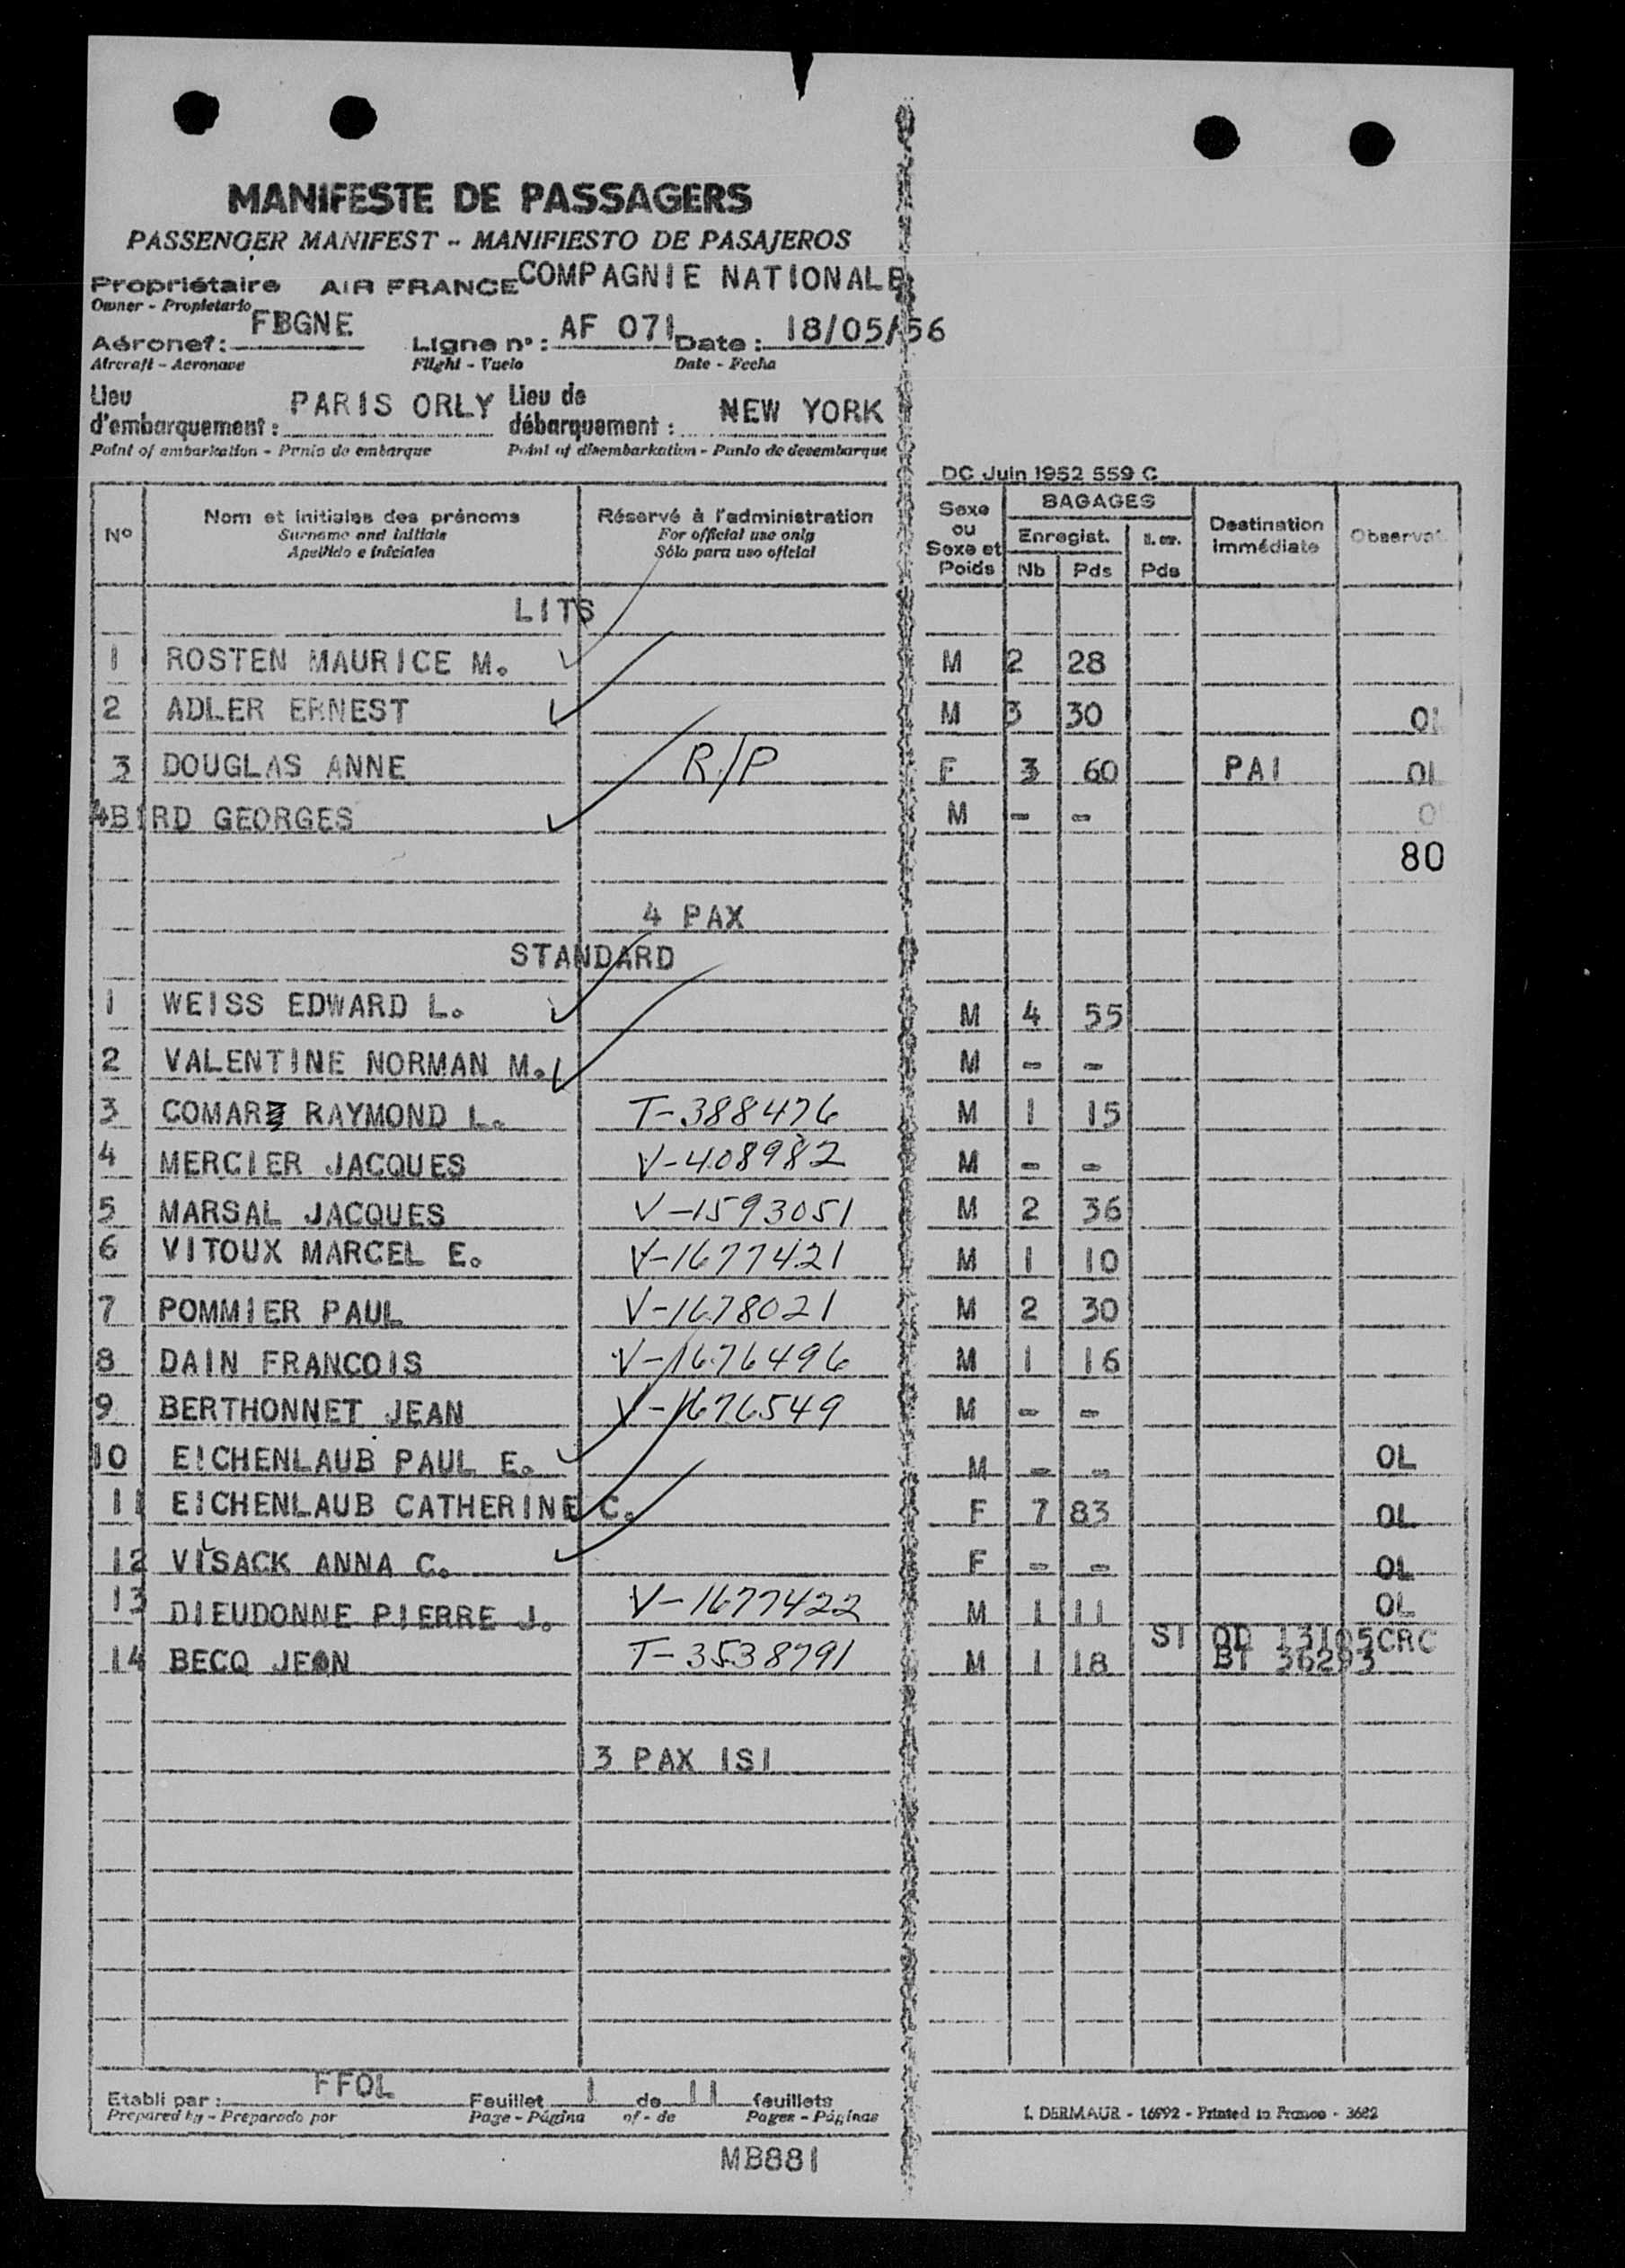 MANIFESTE DE PASSAGERS
PASSENGER MANIFEST - MANIFIESTO DE PASAJEROS
Propriétaire AIR FRANCE COMPAGNIE NATIONALE
Owner - Propietario
Aéronef: FBGNE Ligne n°: AF 071 Date: 18/05/56
Aircraft - Aeronave Flight - Vuelo Date - Fecha
Lieu d'embarquement: PARIS ORLY Lieu de débarquement: NEW YORK
Point of embarkation - Punto de embarque Point of disembarkation - Punto de desembarque
DC Juin 1952 559 C
N° Nom et initiales des prénoms Réservé à l'administration Sexe ou Sexe et Poids BAGAGES Destination immédiate Observat.
Surname and initials For official use only Enregist.
Apellido e iniciales Sólo para uso oficial Nb Pds Pds
LITS
1 ROSTEN MAURICE M. M 2 28
2 ADLER ERNEST M 3 30 OL
3 DOUGLAS ANNE R/P F 3 60 PAI OL
4 BIRD GEORGES M - -
80
4 PAX
STANDARD
1 WEISS EDWARD L. M 4 55
2 VALENTINE NORMAN M. M - -
3 COMAR RAYMOND L. T-388476 M 1 15
4 MERCIER JACQUES V-408982 M - -
5 MARSAL JACQUES V-1593051 M 2 36
6 VITOUX MARCEL E. V-1677421 M 1 10
7 POMMIER PAUL V-1678021 M 2 30
8 DAIN FRANCOIS V-1676496 M 1 16
9 BERTHONNET JEAN V-1676549 M - -
10 EICHENLAUB PAUL E. M - - OL
11 EICHENLAUB CATHERINE C. F 7 83 OL
12 VLSACK ANNA C. F - - OL
13 DIEUDONNE PIERRE J. V-1677422 M 1 11 OL
14 BECQ JEAN T-3538791 M 1 18 BT 36293
13 PAX ISI
Etabli par: FFOL Feuillet 1 de 11 feuillets
Prepared by - Preparado por Page - Página of - de Pages - Páginas
I. DERMAUR - 16992 - Printed in France - 3682
MB881